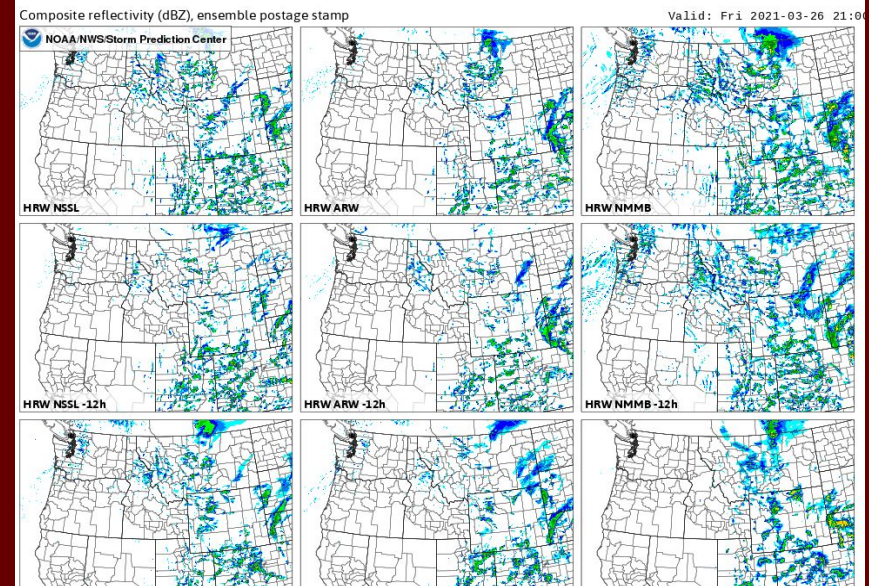 Composite reflectivity (dBZ), ensemble postage stamp
Valid: Fri 2021-03-26 21:00
NOAA/NWS/Storm Prediction Center
HRW NSSL
HRW ARW
HRW NMMB
HRW NSSL -12h
HRW ARW -12h
HRW NMMB -12h